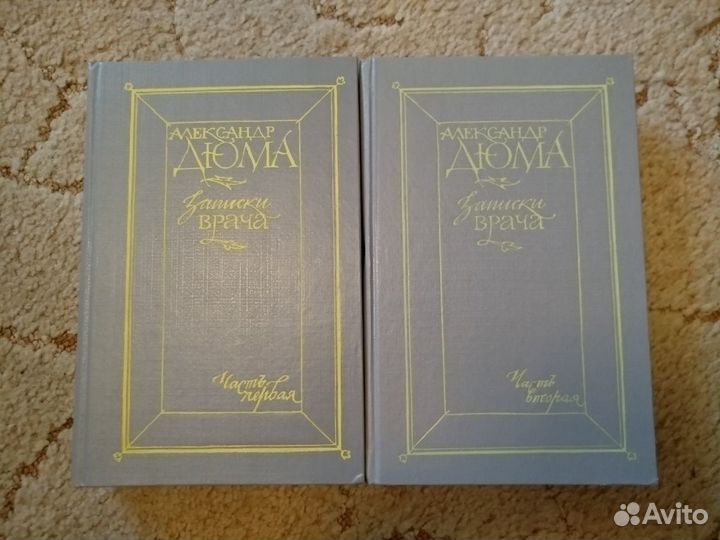 АЛЕКСАНДР
ДЮМА
Записки
врача
Часть
первая
АЛЕКСАНДР
ДЮМА
Записки
врача
Часть
вторая
Avito